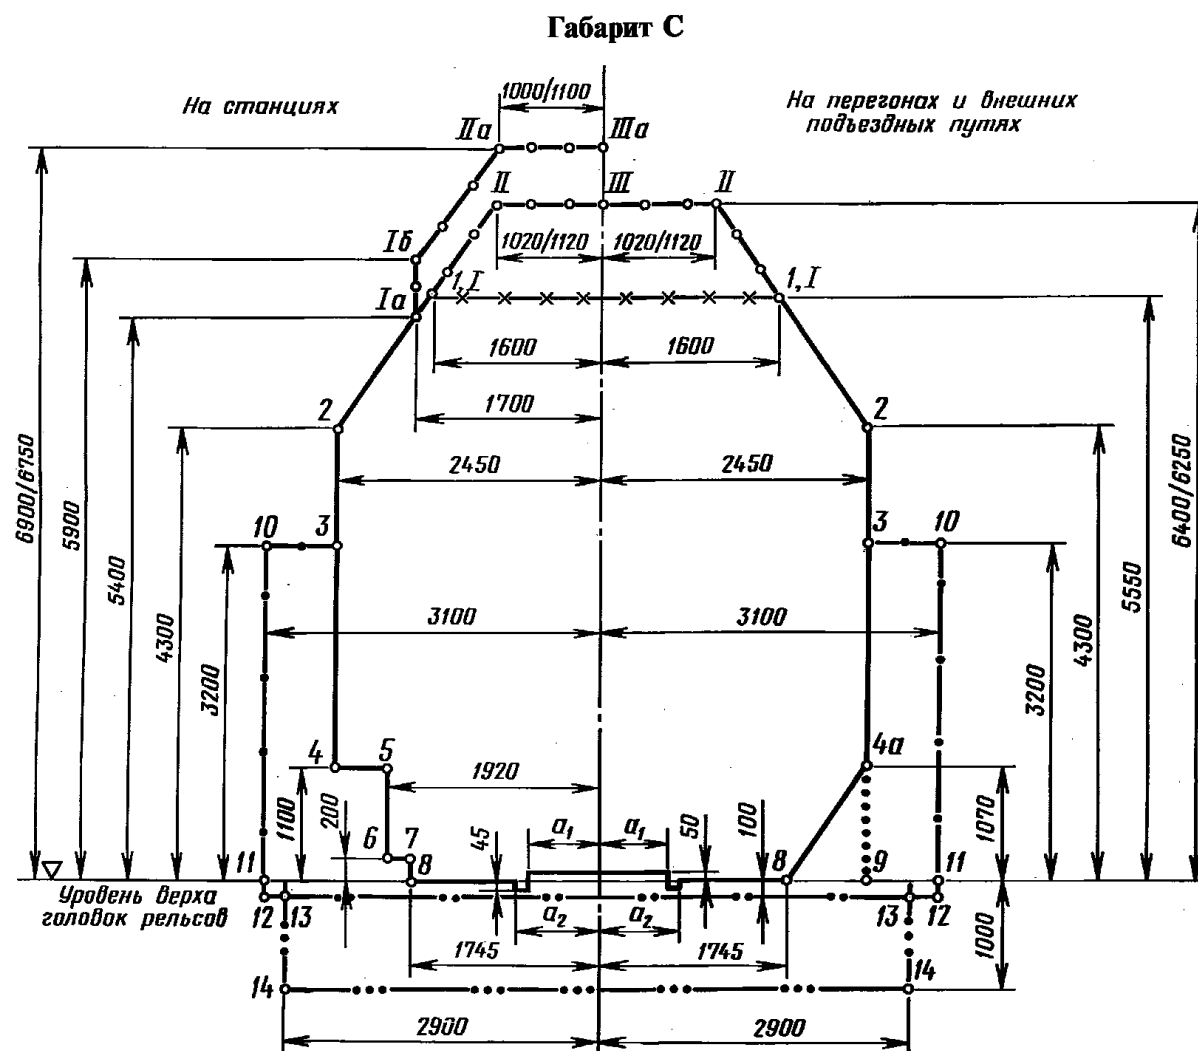 Габарит С
На станциях
1000/1100
На перегонах и внешних
подъездных путях
IIа
IIIа
II
III
II
Iб
1020/1120
1020/1120
1, I
1, I
Iа
1600
1600
2
1700
2
2450
2450
10
3
3
10
3100
3100
6900/6750
5900
5400
4300
3200
6400/6250
5550
4300
3200
4
5
4а
1920
1100
200
45
a1
a1
50
100
1070
6
7
8
8
9
11
11
Уровень верха
головок рельсов
12
13
13
12
a2
a2
1745
1745
1000
14
14
2900
2900